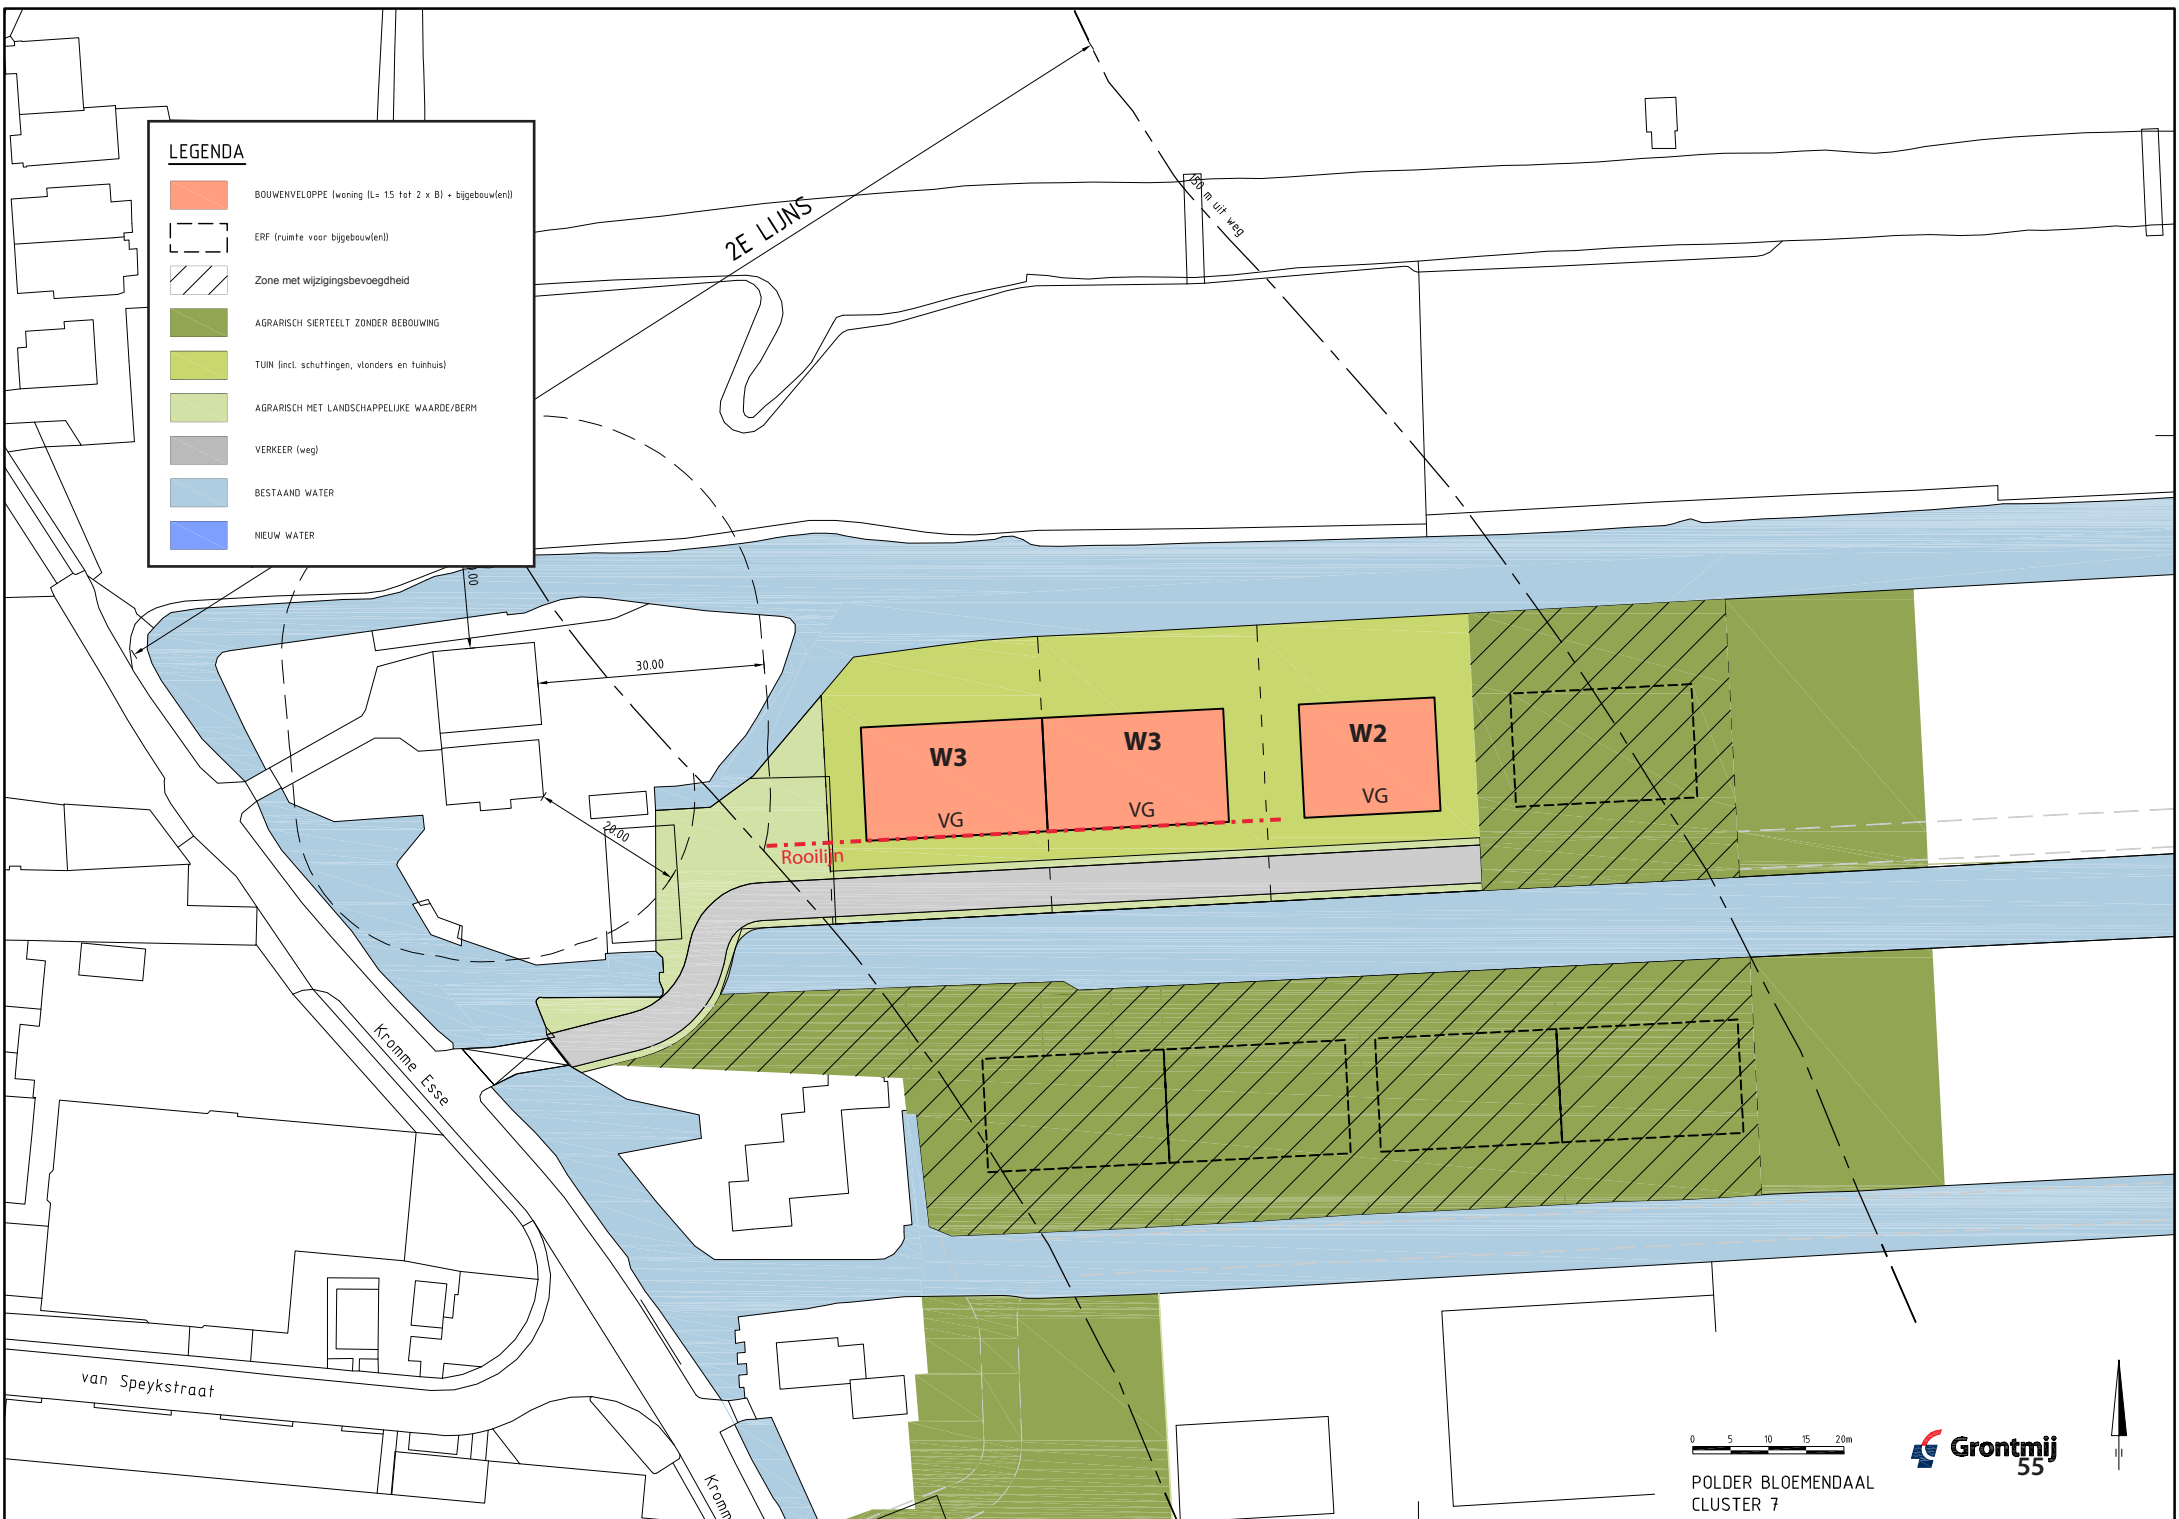 LEGENDA
BOUWENVELOPPE (woning (L= 1.5 tot 2 x B) + bijgebouw(en))
ERF (ruimte voor bijgebouw(en))
Zone met wijzigingsbevoegdheid
AGRARISCH SIERTEELT ZONDER BEBOUWING
TUIN (incl. schuttingen, vlonders en tuinhuis)
AGRARISCH MET LANDSCHAPPELIJKE WAARDE/BERM
VERKEER (weg)
BESTAAND WATER
NIEUW WATER
2E LIJNS
150 m uit weg
30.00
20.00
W3
W3
W2
VG
VG
VG
Rooilijn
Kromme Esse
van Speykstraat
0 5 10 15 20m
Grontmij
55
POLDER BLOEMENDAAL
CLUSTER 7